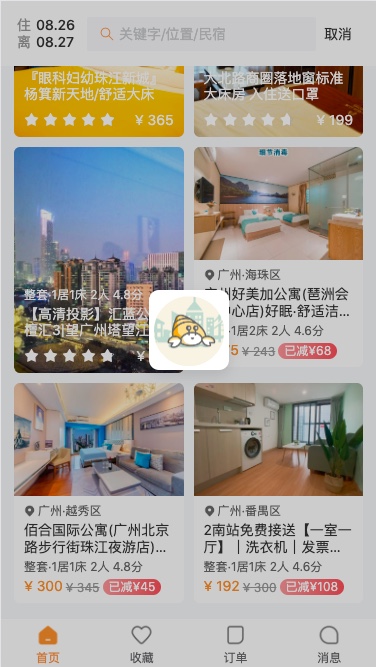 住 08.26
离 08.27
关键字/位置/民宿
取消
『眼科妇幼珠江新城』
杨箕新天地/舒适大床
¥ 365
大北路商圈落地窗标准
大床房 入住送口罩
¥ 199
整套·1居1床 2人 4.8分
【高清投影】汇蓝公
寓汇3|望广州塔望江
¥
细节消毒
广州·海珠区
州好美加公寓(琶洲会
心店)好眠·舒适洁...
1居2床 2人 4.6分
5 ¥ 243 已减¥68
广州·越秀区
佰合国际公寓(广州北京
路步行街珠江夜游店)...
整套·1居1床 2人 4.8分
¥ 300 ¥ 345 已减¥45
广州·番禺区
2南站免费接送【一室一
厅】｜洗衣机｜发票...
整套·1居1床 2人 4.6分
¥ 192 ¥ 300 已减¥108
首页
收藏
订单
消息